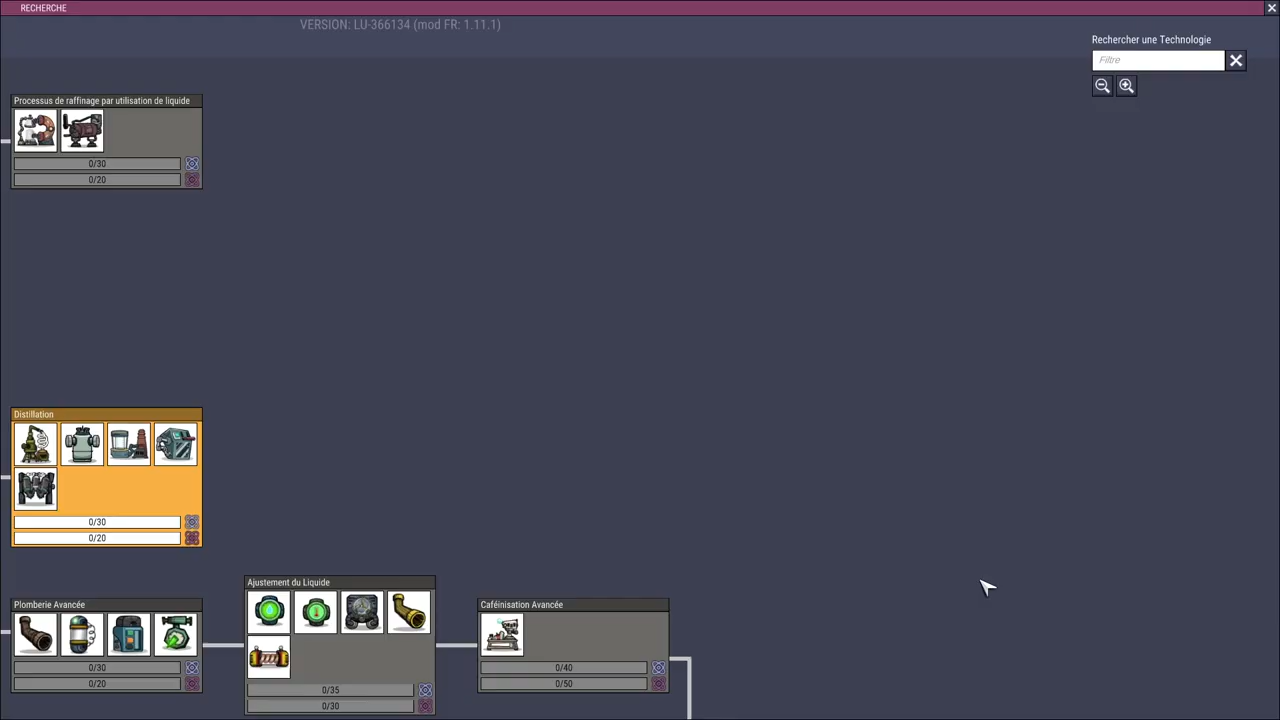 RECHERCHE
VERSION: LU-366134 (mod FR: 1.11.1)
Rechercher une Technologie
Filtre
Processus de raffinage par utilisation de liquide
0/30
0/20
Distillation
0/30
0/20
Plomberie Avancée
0/30
0/20
Ajustement du Liquide
0/35
0/30
Caféinisation Avancée
0/40
0/50